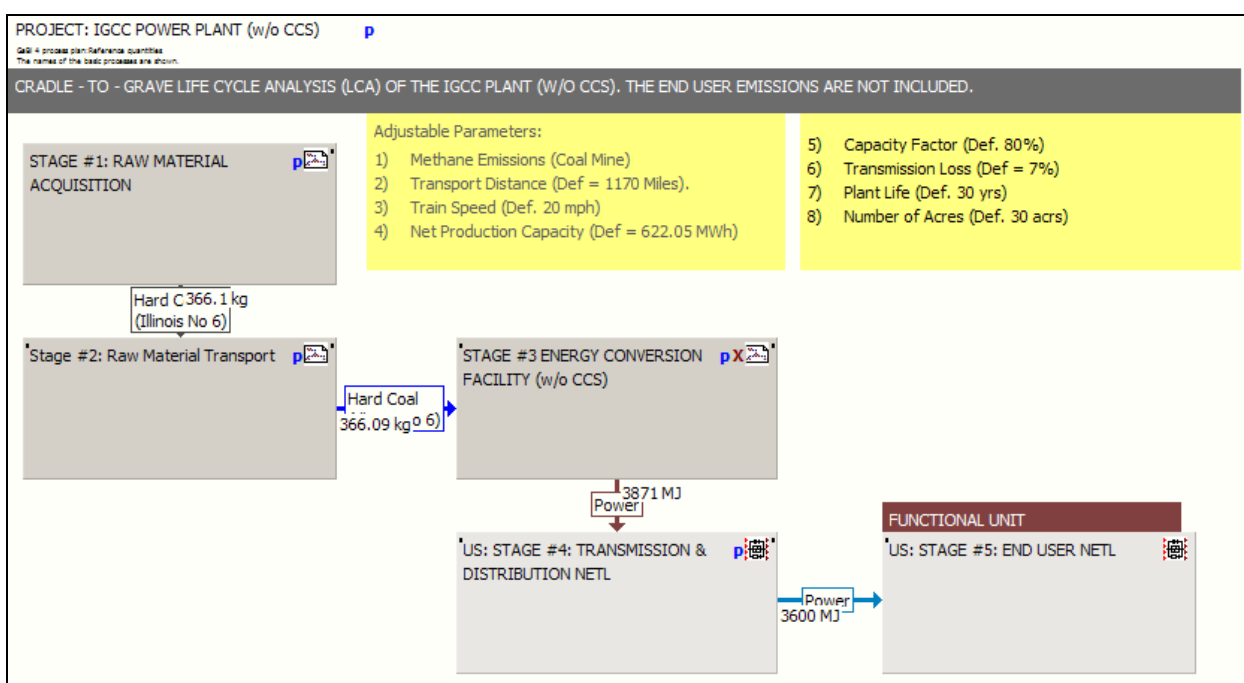 PROJECT: IGCC POWER PLANT (w/o CCS) p
GaBi 4 process plan:Reference quantities
The names of the basic processes are shown.
CRADLE - TO - GRAVE LIFE CYCLE ANALYSIS (LCA) OF THE IGCC PLANT (W/O CCS). THE END USER EMISSIONS ARE NOT INCLUDED.
Adjustable Parameters:
1) Methane Emissions (Coal Mine)
2) Transport Distance (Def = 1170 Miles).
3) Train Speed (Def. 20 mph)
4) Net Production Capacity (Def = 622.05 MWh)
5) Capacity Factor (Def. 80%)
6) Transmission Loss (Def = 7%)
7) Plant Life (Def. 30 yrs)
8) Number of Acres (Def. 30 acrs)
STAGE #1: RAW MATERIAL p
ACQUISITION
Hard C 366.1 kg
(Illinois No 6)
Stage #2: Raw Material Transport p
Hard Coal
366.09 kg o 6)
STAGE #3 ENERGY CONVERSION p X
FACILITY (w/o CCS)
3871 MJ
Power
US: STAGE #4: TRANSMISSION & p
DISTRIBUTION NETL
Power
3600 MJ
FUNCTIONAL UNIT
US: STAGE #5: END USER NETL